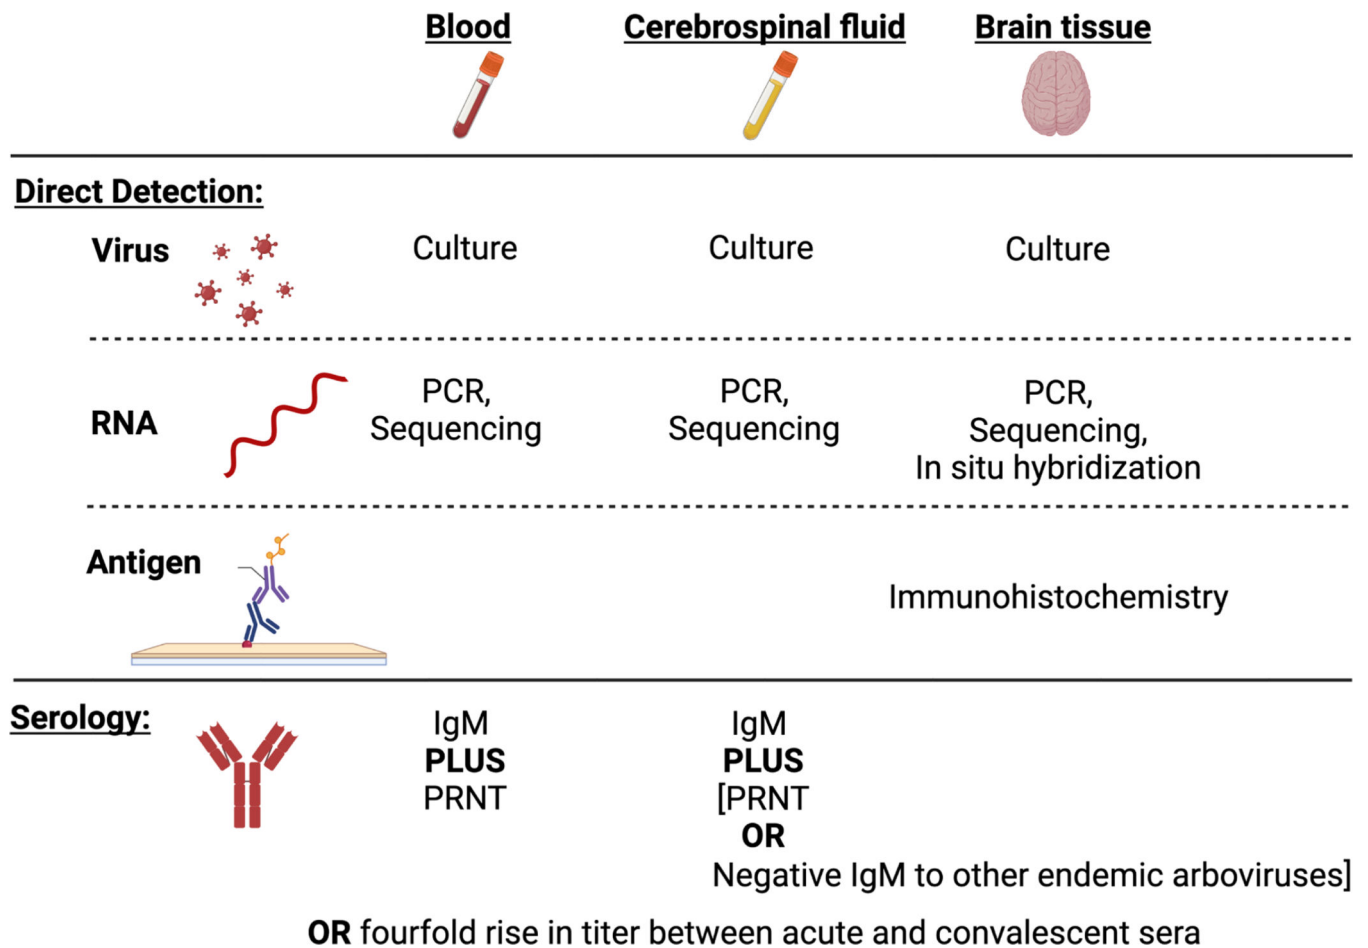 Blood Cerebrospinal fluid Brain tissue
Direct Detection:
Virus Culture Culture Culture
RNA
PCR, PCR, PCR,
Sequencing Sequencing Sequencing,
In situ hybridization
Antigen
Immunohistochemistry
Serology:
IgM IgM
PLUS PLUS
PRNT [PRNT
OR
Negative IgM to other endemic arboviruses]
OR fourfold rise in titer between acute and convalescent sera